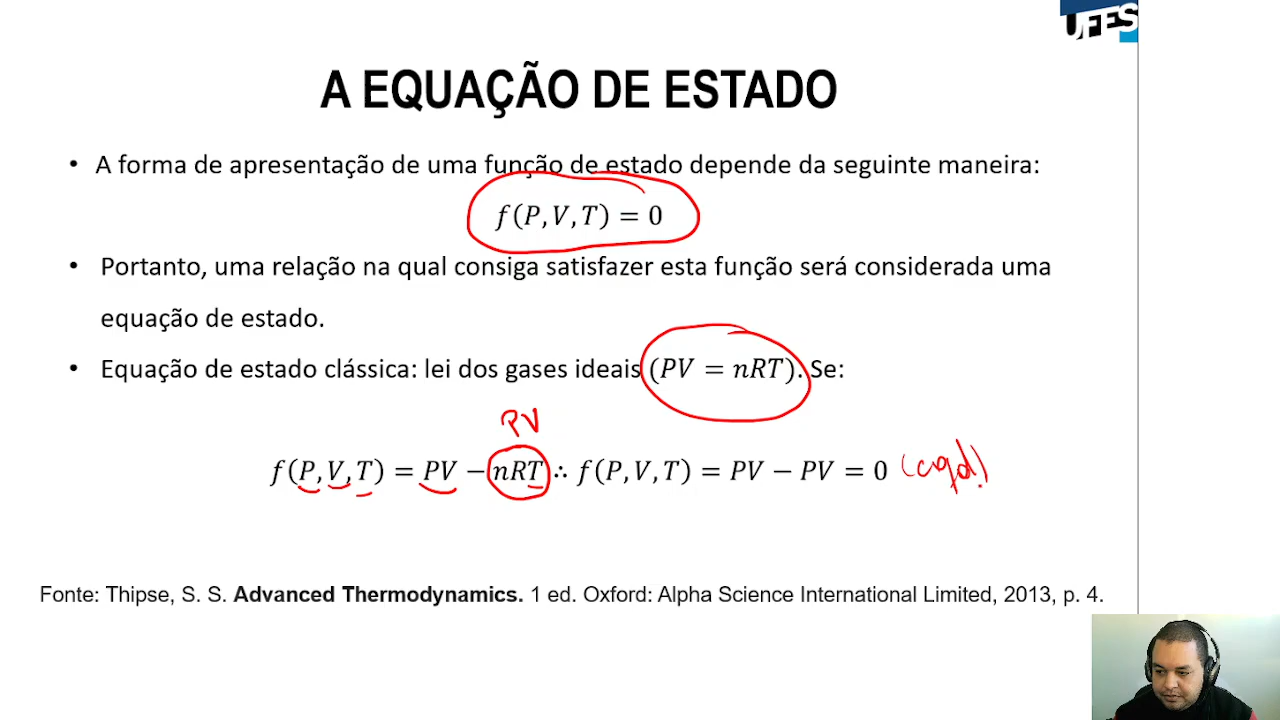 UFES
A EQUAÇÃO DE ESTADO
• A forma de apresentação de uma função de estado depende da seguinte maneira:
f(P, V, T) = 0
• Portanto, uma relação na qual consiga satisfazer esta função será considerada uma
equação de estado.
• Equação de estado clássica: lei dos gases ideais (PV = nRT). Se:
PV
f(P, V, T) = PV − nRT ∴ f(P, V, T) = PV − PV = 0 (cqd!)
Fonte: Thipse, S. S. Advanced Thermodynamics. 1 ed. Oxford: Alpha Science International Limited, 2013, p. 4.